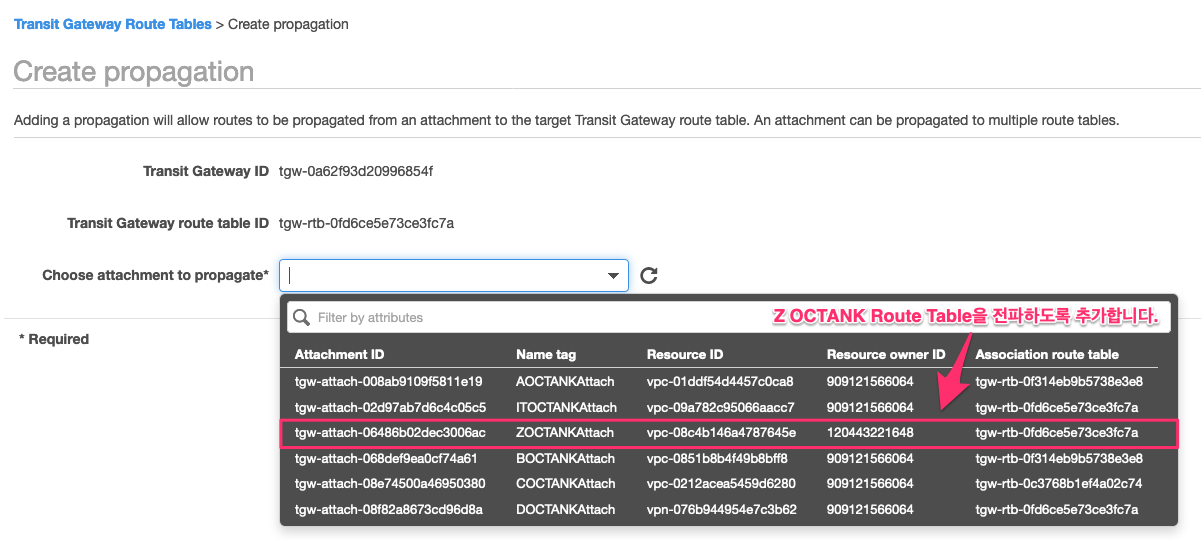 Transit Gateway Route Tables > Create propagation
Create propagation
Adding a propagation will allow routes to be propagated from an attachment to the target Transit Gateway route table. An attachment can be propagated to multiple route tables.
Transit Gateway ID tgw-0a62f93d20996854f
Transit Gateway route table ID tgw-rtb-0fd6ce5e73ce3fc7a
Choose attachment to propagate*
Filter by attributes Z OCTANK Route Table을 전파하도록 추가합니다.
* Required
Attachment ID Name tag Resource ID Resource owner ID Association route table
tgw-attach-008ab9109f5811e19 AOCTANKAttach vpc-01ddf54d4457c0ca8 909121566064 tgw-rtb-0f314eb9b5738e3e8
tgw-attach-02d97ab7d6c4c05c5 ITOCTANKAttach vpc-09a782c95066aacc7 909121566064 tgw-rtb-0fd6ce5e73ce3fc7a
tgw-attach-06486b02dec3006ac ZOCTANKAttach vpc-08c4b146a4787645e 120443221648 tgw-rtb-0fd6ce5e73ce3fc7a
tgw-attach-068def9ea0cf74a61 BOCTANKAttach vpc-0851b8b4f49b8bff8 909121566064 tgw-rtb-0f314eb9b5738e3e8
tgw-attach-08e74500a46950380 COCTANKAttach vpc-0212acea5459d6280 909121566064 tgw-rtb-0c3768b1ef4a02c74
tgw-attach-08f82a8673cd96d8a DOCTANKAttach vpn-076b944954e7c3b62 909121566064 tgw-rtb-0fd6ce5e73ce3fc7a